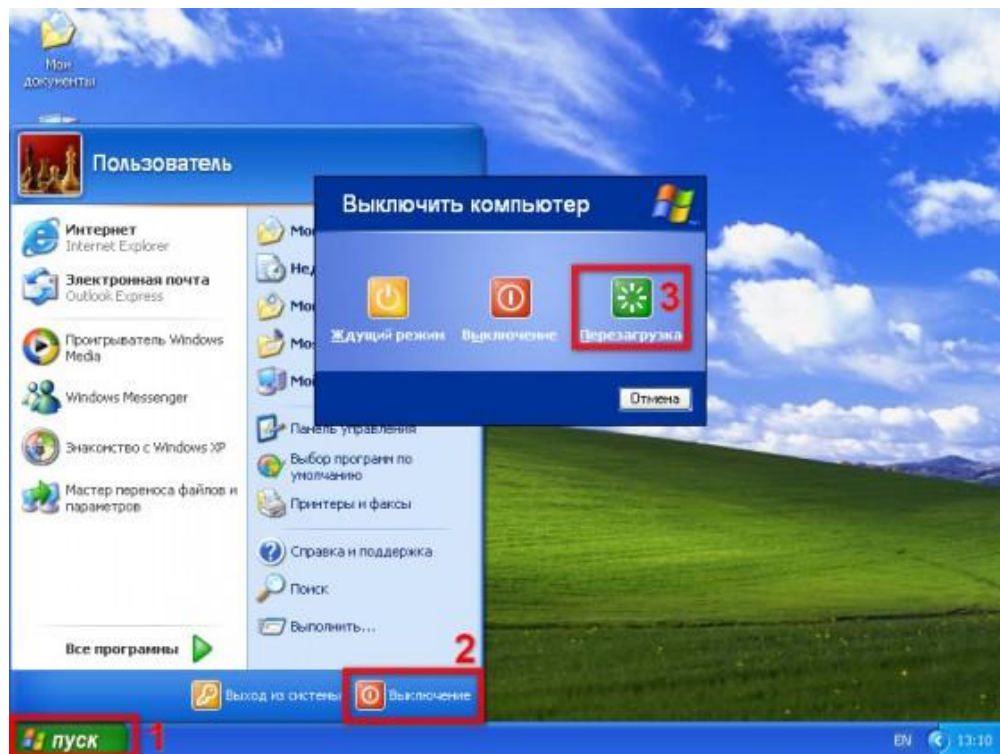 Мои
документы
Пользователь
Интернет
Internet Explorer
Электронная почта
Outlook Express
Проигрыватель Windows
Media
Windows Messenger
Знакомство с Windows XP
Мастер переноса файлов и
параметров
Все программы
Панель управления
Выбор программ по
умолчанию
Принтеры и факсы
Справка и поддержка
Поиск
Выполнить...
Выключить компьютер
Ждущий режим
Выключение
Перезагрузка
3
Отмена
2
Выход из системы
Выключение
пуск
1
EN
13:10